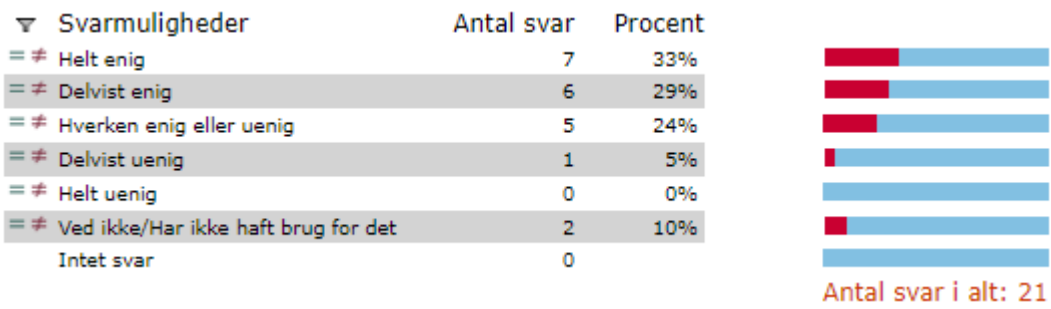 Svarmuligheder Antal svar Procent
= ≠ Helt enig 7 33%
= ≠ Delvist enig 6 29%
= ≠ Hverken enig eller uenig 5 24%
= ≠ Delvist uenig 1 5%
= ≠ Helt uenig 0 0%
= ≠ Ved ikke/Har ikke haft brug for det 2 10%
Intet svar 0
Antal svar i alt: 21